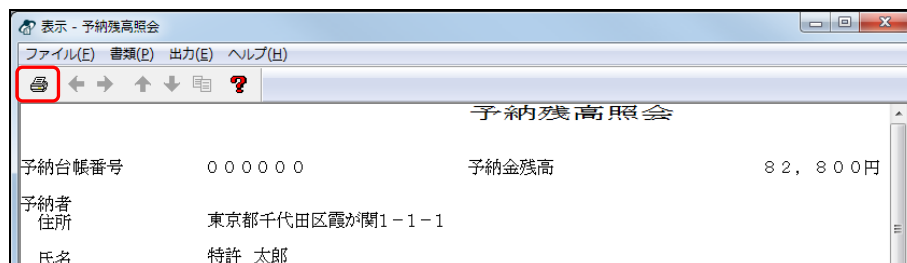 表示 - 予納残高照会
ファイル(F) 書類(P) 出力(E) ヘルプ(H)
予納残高照会
予納台帳番号 ０００００００ 予納金残高 ８２，８００円
予納者
住所 東京都千代田区霞が関１－１－１
氏名 特許 太郎